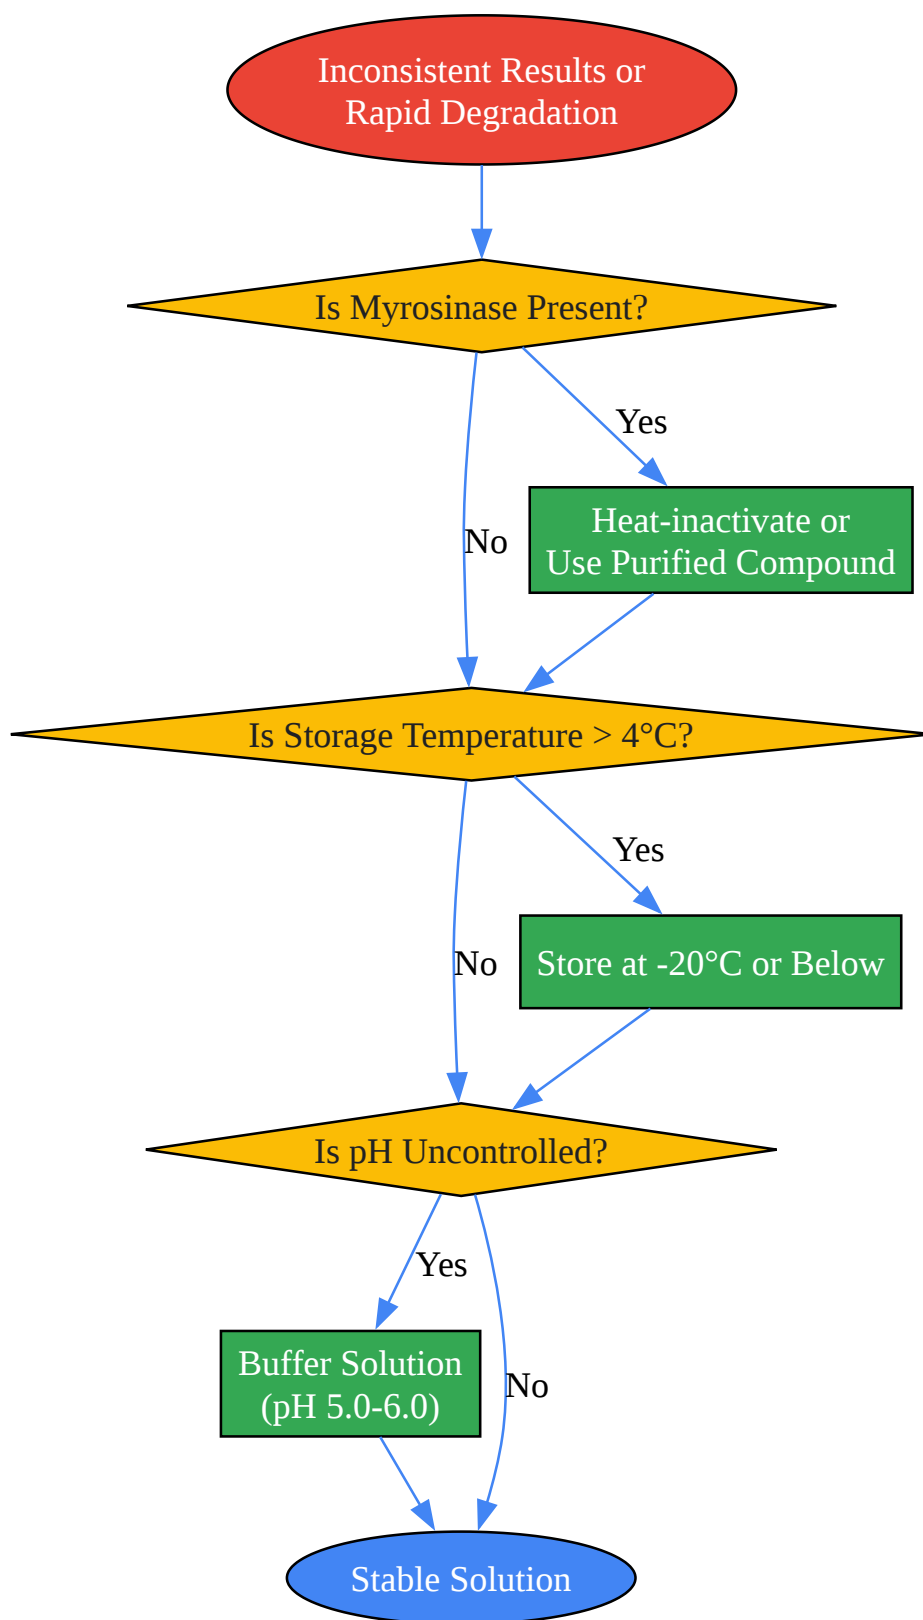 Inconsistent Results or
Rapid Degradation
Is Myrosinase Present?
Yes
Heat-inactivate or
Use Purified Compound
No
Is Storage Temperature > 4°C?
Yes
Store at -20°C or Below
No
Is pH Uncontrolled?
Yes
Buffer Solution
(pH 5.0-6.0)
No
Stable Solution